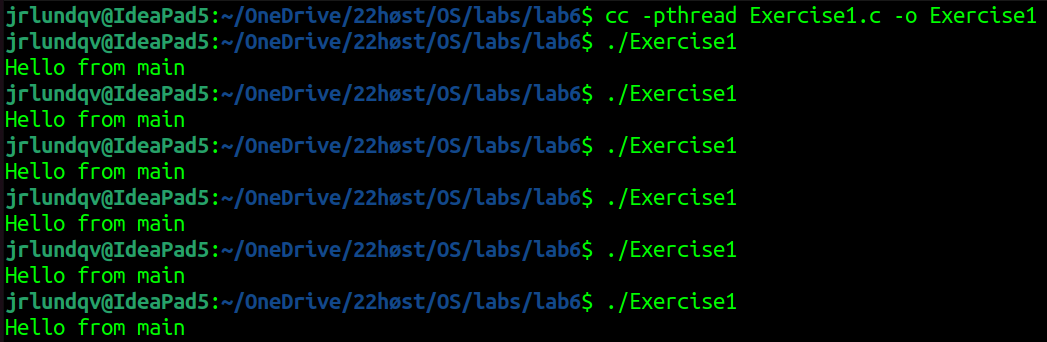 jrlundqv@IdeaPad5:~/OneDrive/22høst/OS/labs/lab6$ cc -pthread Exercise1.c -o Exercise1
jrlundqv@IdeaPad5:~/OneDrive/22høst/OS/labs/lab6$ ./Exercise1
Hello from main
jrlundqv@IdeaPad5:~/OneDrive/22høst/OS/labs/lab6$ ./Exercise1
Hello from main
jrlundqv@IdeaPad5:~/OneDrive/22høst/OS/labs/lab6$ ./Exercise1
Hello from main
jrlundqv@IdeaPad5:~/OneDrive/22høst/OS/labs/lab6$ ./Exercise1
Hello from main
jrlundqv@IdeaPad5:~/OneDrive/22høst/OS/labs/lab6$ ./Exercise1
Hello from main
jrlundqv@IdeaPad5:~/OneDrive/22høst/OS/labs/lab6$ ./Exercise1
Hello from main